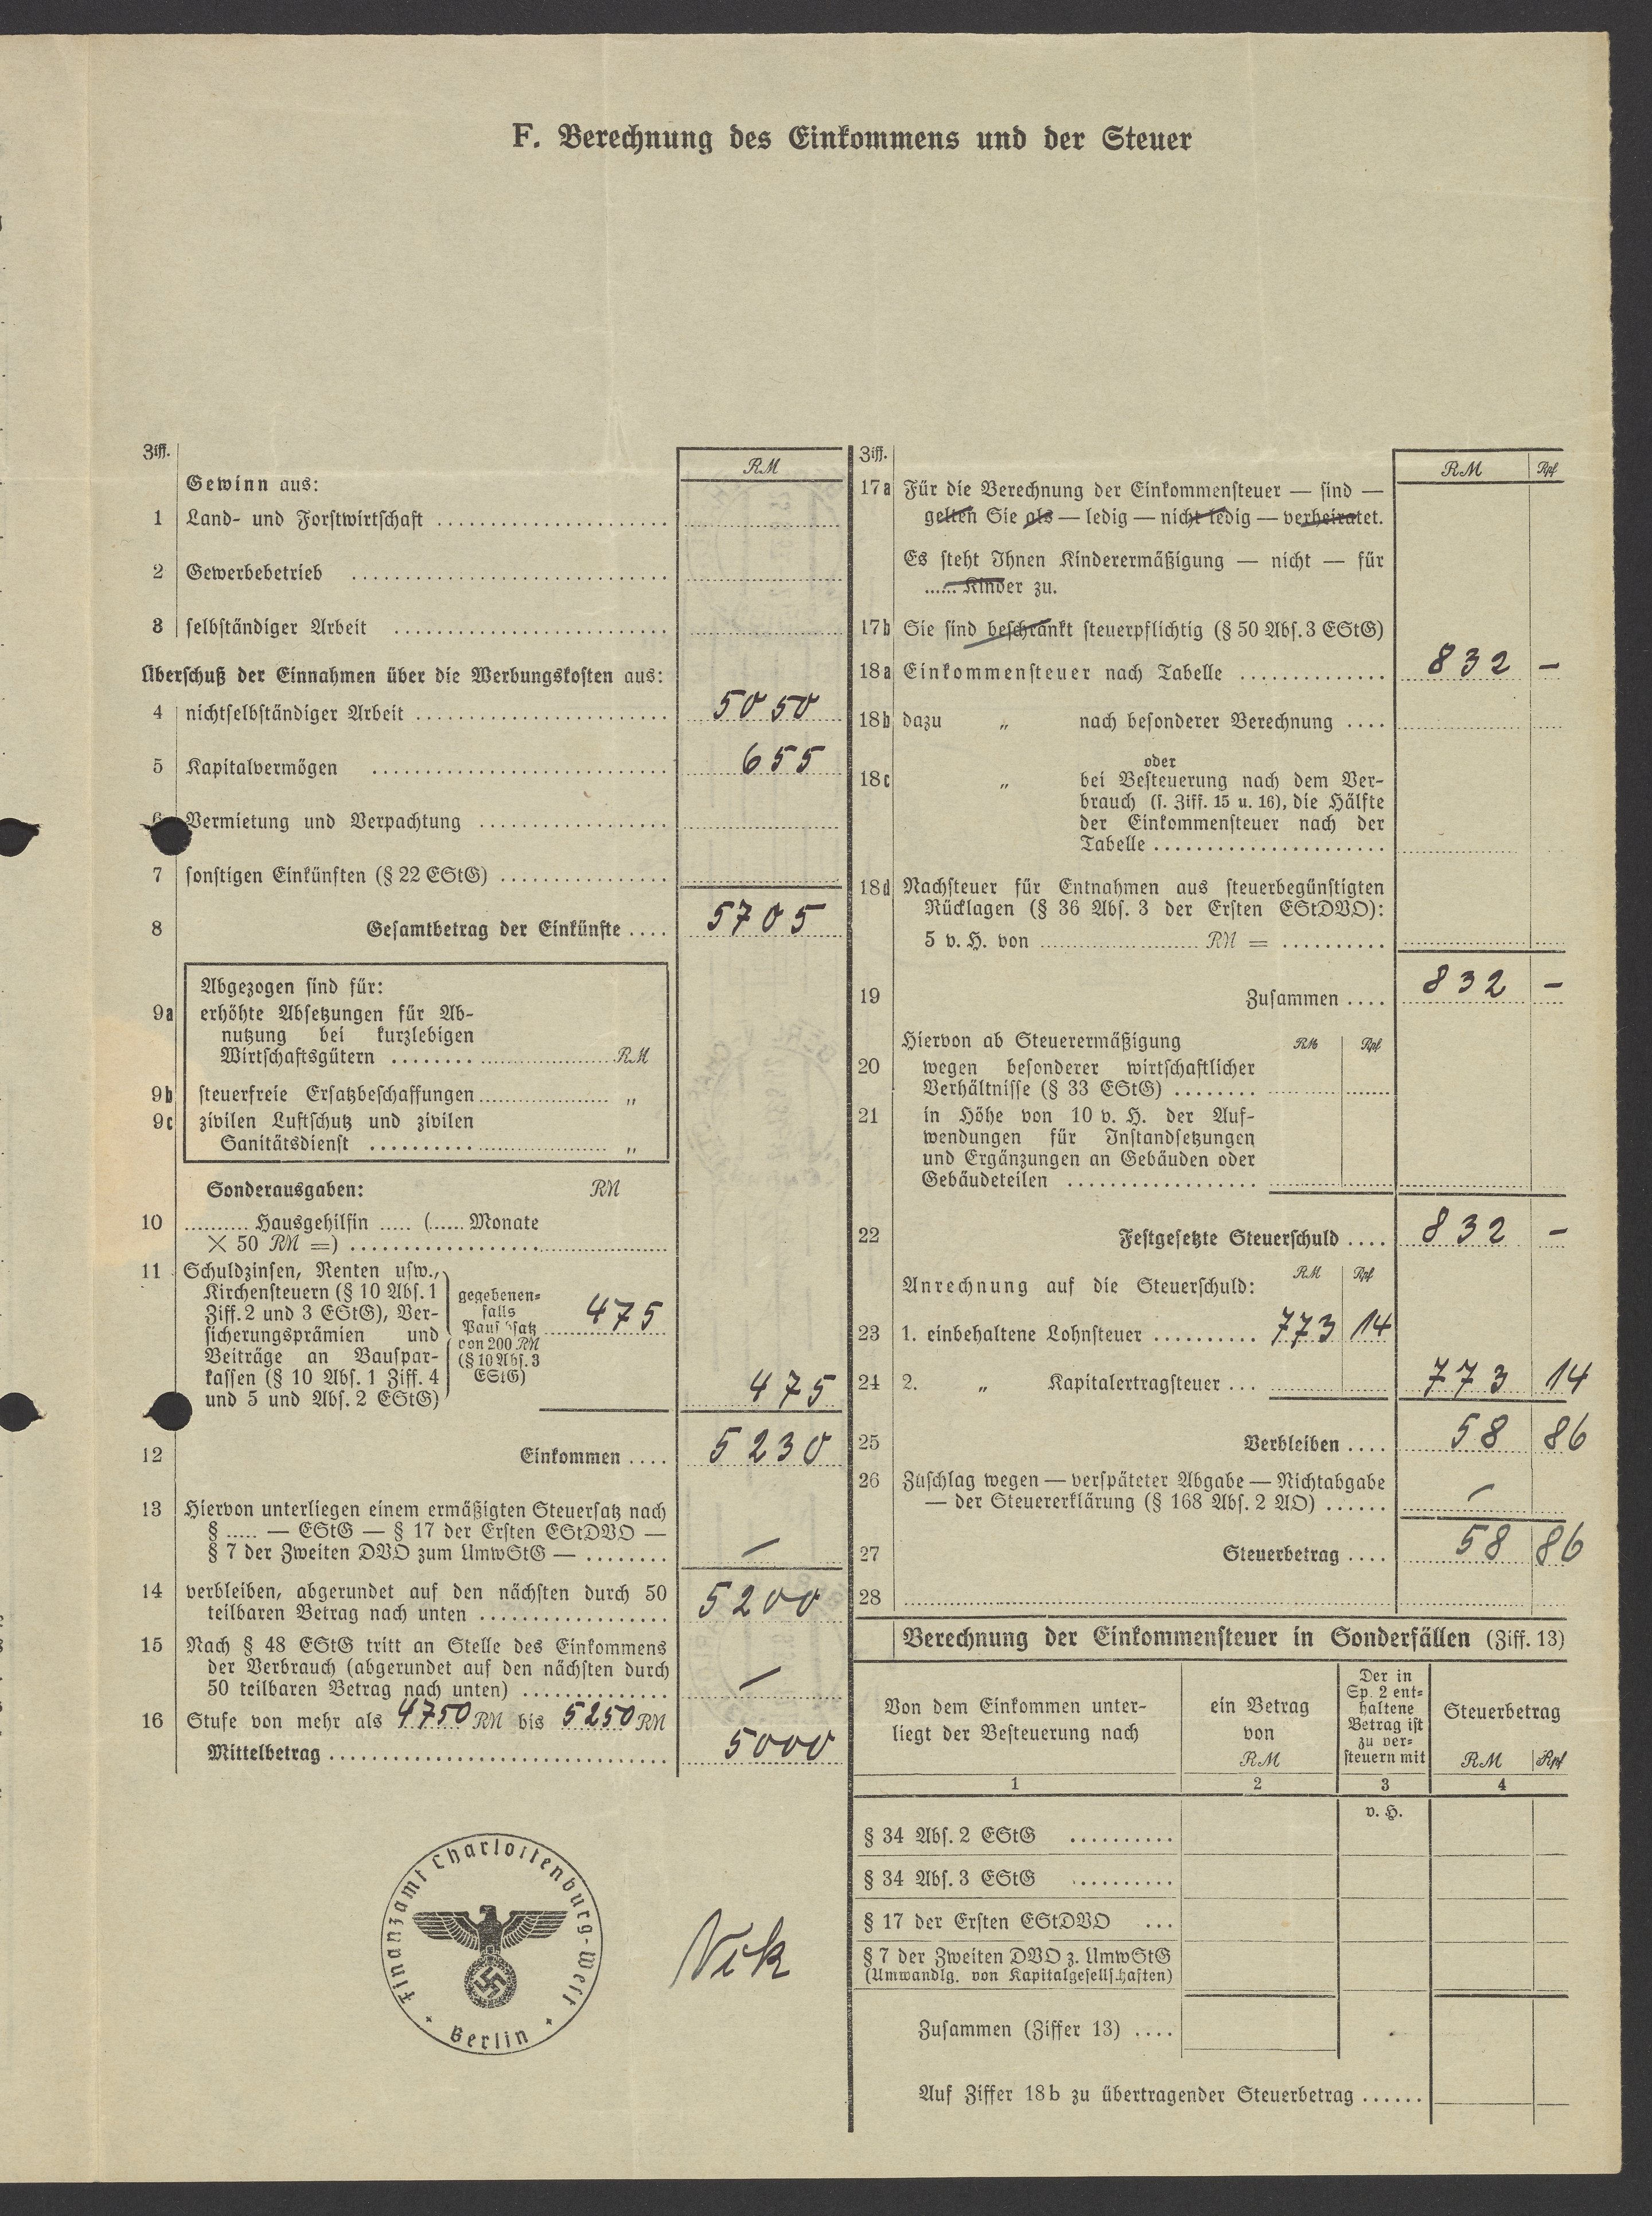 F. Berechnung des Einkommens und der Steuer
Ziff.
RM
Gewinn aus:
1 Land- und Forstwirtschaft ......................
2 Gewerbebetrieb ..............................
3 selbständiger Arbeit ..........................
Überschuß der Einnahmen über die Werbungskosten aus:
4 nichtselbständiger Arbeit ........................ 5050
5 Kapitalvermögen ............................ 655
6 Vermietung und Verpachtung ..................
7 sonstigen Einkünften (§ 22 EStG) ................
8 Gesamtbetrag der Einkünfte .... 5705
Abgezogen sind für:
9a erhöhte Absetzungen für Ab-
nutzung bei kurzlebigen
Wirtschaftsgütern ........ RM
9b steuerfreie Ersatzbeschaffungen ........ „
9c zivilen Luftschutz und zivilen
Sanitätsdienst .......... „
Sonderausgaben: RM
10 .......... Hausgehilfin ..... (...... Monate
× 50 RM =) ..................
11 Schuldzinsen, Renten usw.,
Kirchensteuern (§ 10 Abs. 1
Ziff. 2 und 3 EStG), Ver-
sicherungsprämien und
Beiträge an Bauspar-
kassen (§ 10 Abs. 1 Ziff. 4
und 5 und Abs. 2 EStG)
gegebenen-
falls
Pauschsatz
von 200 RM
(§ 10 Abs. 3
EStG)
475
475
12 Einkommen .... 5230
13 Hiervon unterliegen einem ermäßigten Steuersatz nach
§ ..... — EStG — § 17 der Ersten EStDVO —
§ 7 der Zweiten DVO zum UmwStG — ........ —
14 verbleiben, abgerundet auf den nächsten durch 50
teilbaren Betrag nach unten .................. 5200
15 Nach § 48 EStG tritt an Stelle des Einkommens
der Verbrauch (abgerundet auf den nächsten durch
50 teilbaren Betrag nach unten) .............. —
16 Stufe von mehr als 4750 RM bis 5250 RM
Mittelbetrag ................................ 5000
Finanzamt Charlottenburg-West
Berlin
Ziff.
RM Rpf
17a Für die Berechnung der Einkommensteuer — sind —
gelten Sie als — ledig — nicht ledig — verheiratet.
Es steht Ihnen Kinderermäßigung — nicht — für
...... Kinder zu.
17b Sie sind beschränkt steuerpflichtig (§ 50 Abs. 3 EStG)
18a Einkommensteuer nach Tabelle .............. 832 —
18b dazu „ nach besonderer Berechnung ....
oder
18c „ bei Besteuerung nach dem Ver-
brauch (s. Ziff. 15 u. 16), die Hälfte
der Einkommensteuer nach der
Tabelle ......................
18d Nachsteuer für Entnahmen aus steuerbegünstigten
Rücklagen (§ 36 Abs. 3 der Ersten EStDVO):
5 v. H. von .................... RM = ..........
19 Zusammen .... 832 —
Hiervon ab Steuerermäßigung RM Rpf
20 wegen besonderer wirtschaftlicher
Verhältnisse (§ 33 EStG) ........
21 in Höhe von 10 v. H. der Auf-
wendungen für Instandsetzungen
und Ergänzungen an Gebäuden oder
Gebäudeteilen ..................
22 Festgesetzte Steuerschuld .... 832 —
Anrechnung auf die Steuerschuld: RM Rpf
23 1. einbehaltene Lohnsteuer .......... 773 14
24 2. „ Kapitalertragsteuer ... 773 14
25 Verbleiben .... 58 86
26 Zuschlag wegen — verspäteter Abgabe — Nichtabgabe
— der Steuererklärung (§ 168 Abs. 2 AO) ...... —
27 Steuerbetrag .... 58 86
28
Berechnung der Einkommensteuer in Sonderfällen (Ziff. 13)
Von dem Einkommen unter-
liegt der Besteuerung nach
ein Betrag
von
RM
Der in
Sp. 2 ent-
haltene
Betrag ist
zu ver-
steuern mit
Steuerbetrag
RM Rpf
1 2 3 4
v. H.
§ 34 Abs. 2 EStG ..........
§ 34 Abs. 3 EStG ..........
§ 17 der Ersten EStDVO ...
§ 7 der Zweiten DVO z. UmwStG
(Umwandlg. von Kapitalgesellschaften)
Zusammen (Ziffer 13) ....
Auf Ziffer 18b zu übertragender Steuerbetrag ......